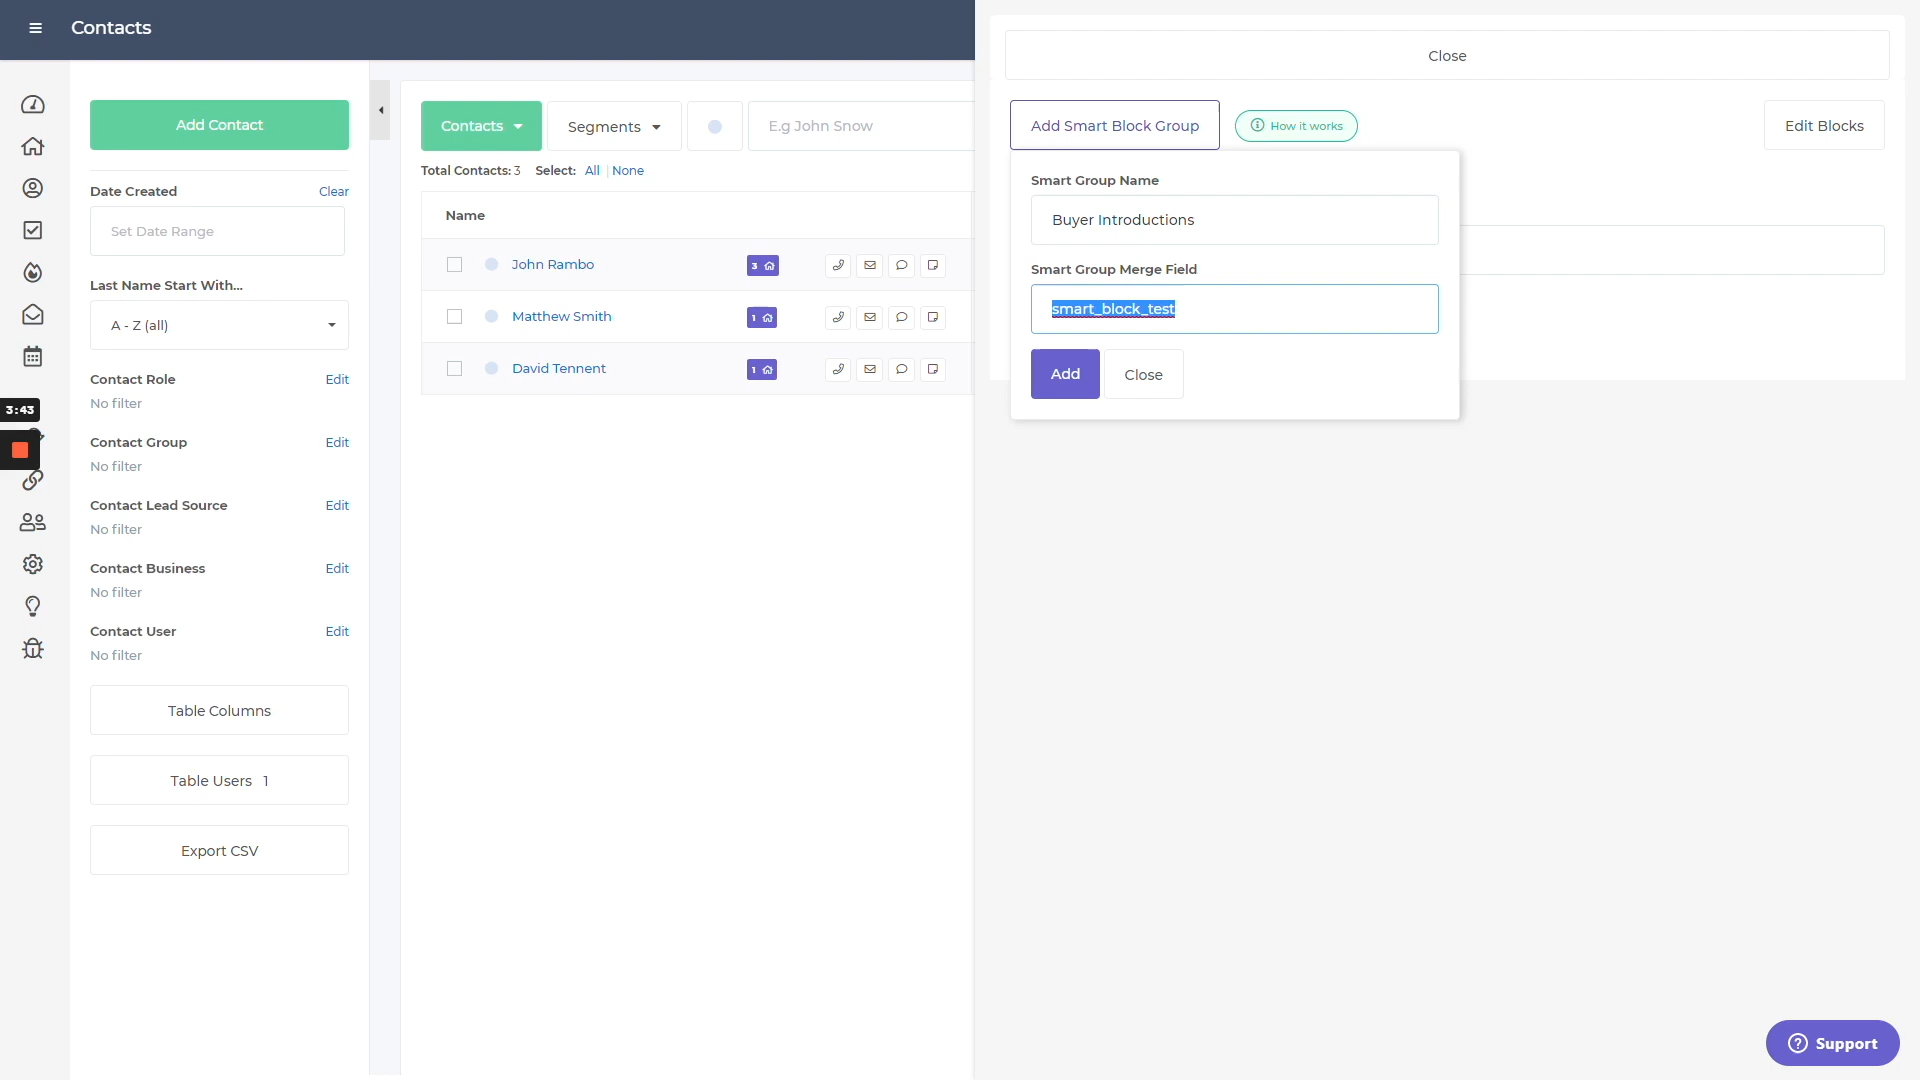 Contacts
Close
Add Contact
Contacts
Segments
E.g John Snow
Add Smart Block Group
How it works
Edit Blocks
Total Contacts: 3 Select: All | None
Date Created Clear
Set Date Range
Name
Smart Group Name
Buyer Introductions
John Rambo 3
Smart Group Merge Field
smart_block_test
Last Name Start With...
A - Z (all)
Matthew Smith 1
David Tennent 1
Add
Close
Contact Role Edit
No filter
3:43
Contact Group Edit
No filter
Contact Lead Source Edit
No filter
Contact Business Edit
No filter
Contact User Edit
No filter
Table Columns
Table Users 1
Export CSV
Support